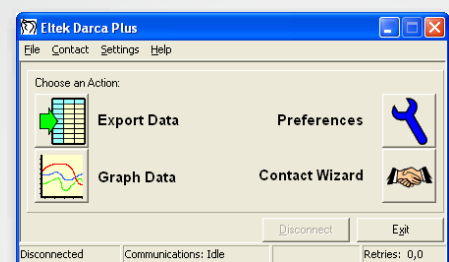 Eltek Darca Plus
File Contact Settings Help
Choose an Action:
Export Data Preferences
Graph Data Contact Wizard
Disconnect Exit
Disconnected Communications: Idle Retries: 0,0